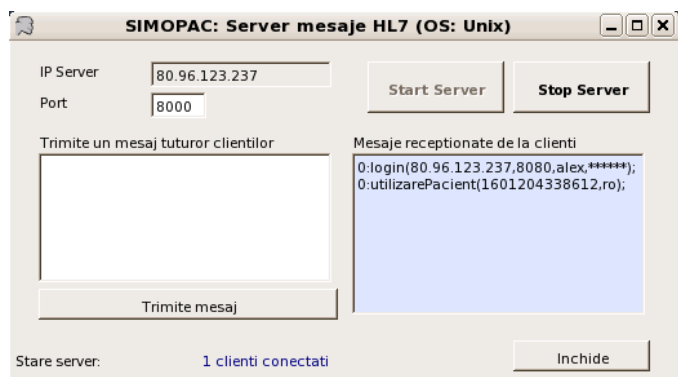 SIMOPAC: Server mesaje HL7 (OS: Unix)
IP Server
80.96.123.237
Port
8000
Start Server
Stop Server
Trimite un mesaj tuturor clientilor
Mesaje receptionate de la clienti
0:login(80.96.123.237,8080,alex,******);
0:utilizarePacient(1601204338612,ro);
Trimite mesaj
Stare server:
1 clienti conectati
Inchide